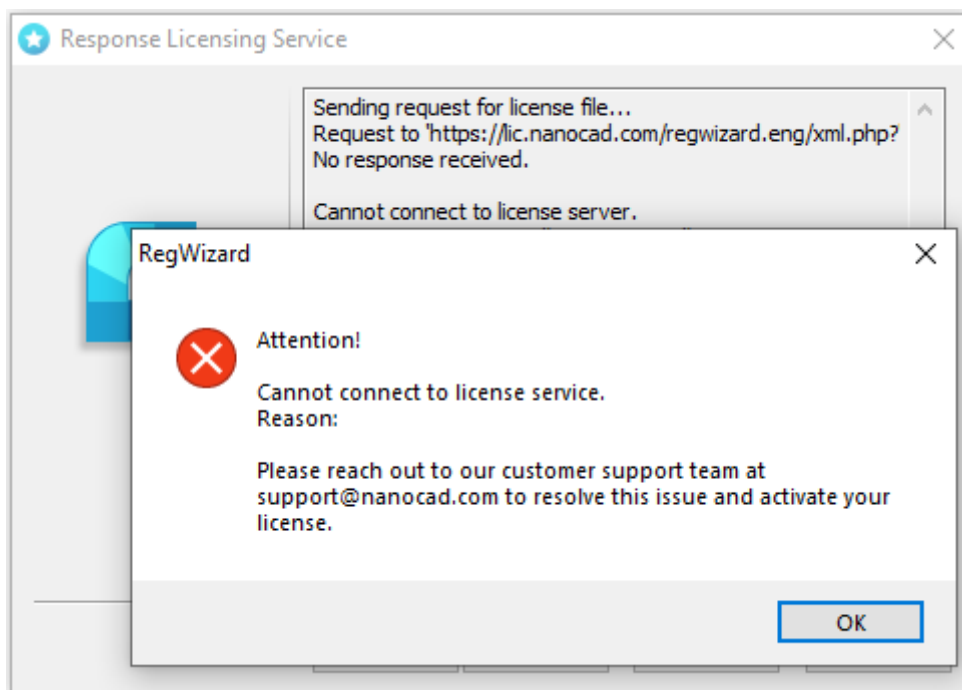 Response Licensing Service
Sending request for license file...
Request to 'https://lic.nanocad.com/regwizard.eng/xml.php?
No response received.
Cannot connect to license server.
RegWizard
Attention!
Cannot connect to license service.
Reason:
Please reach out to our customer support team at
support@nanocad.com to resolve this issue and activate your
license.
OK